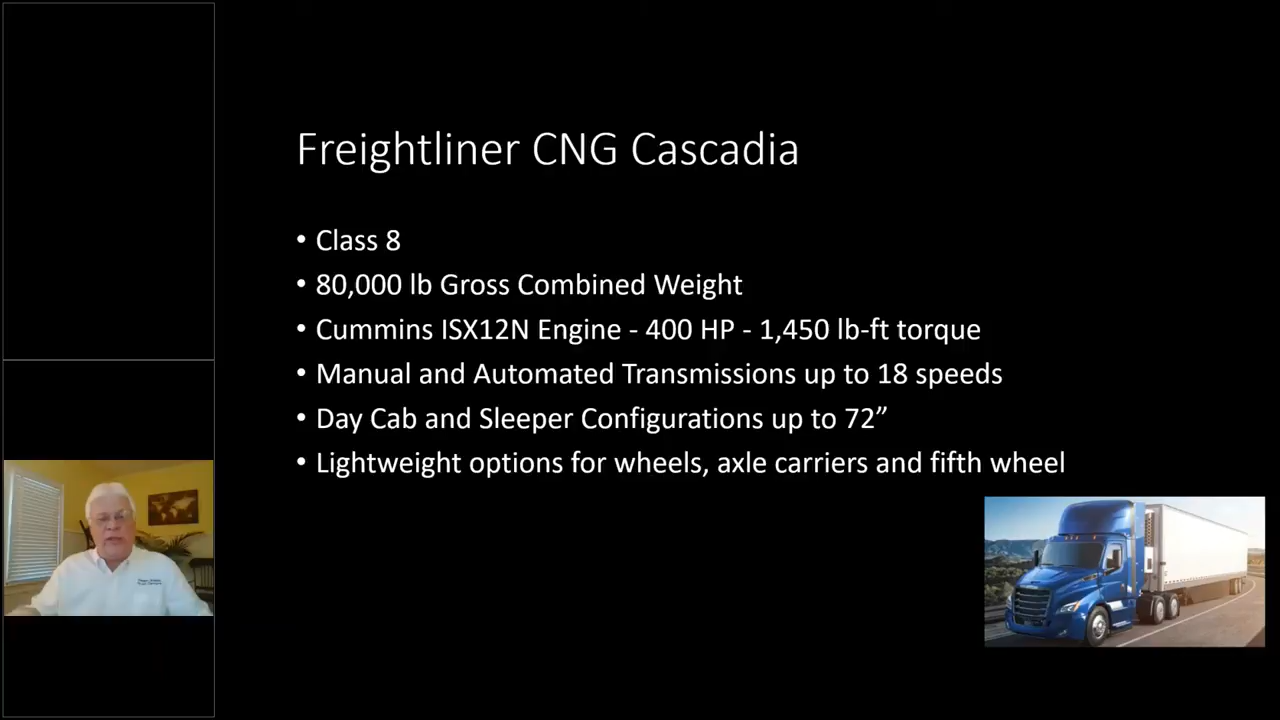 Freightliner CNG Cascadia
• Class 8
• 80,000 lb Gross Combined Weight
• Cummins ISX12N Engine - 400 HP - 1,450 lb-ft torque
• Manual and Automated Transmissions up to 18 speeds
• Day Cab and Sleeper Configurations up to 72”
• Lightweight options for wheels, axle carriers and fifth wheel